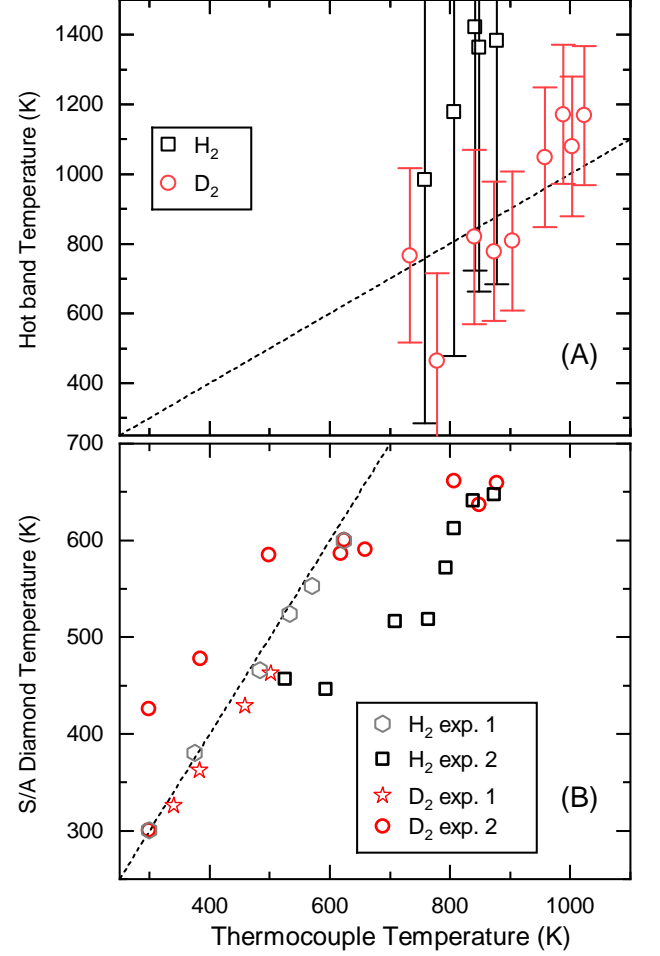 1400
1200
1000
800
600
400
Hot band Temperature (K)
H₂
D₂
(A)
700
600
500
400
300
S/A Diamond Temperature (K)
H₂ exp. 1
H₂ exp. 2
D₂ exp. 1
D₂ exp. 2
(B)
400 600 800 1000
Thermocouple Temperature (K)